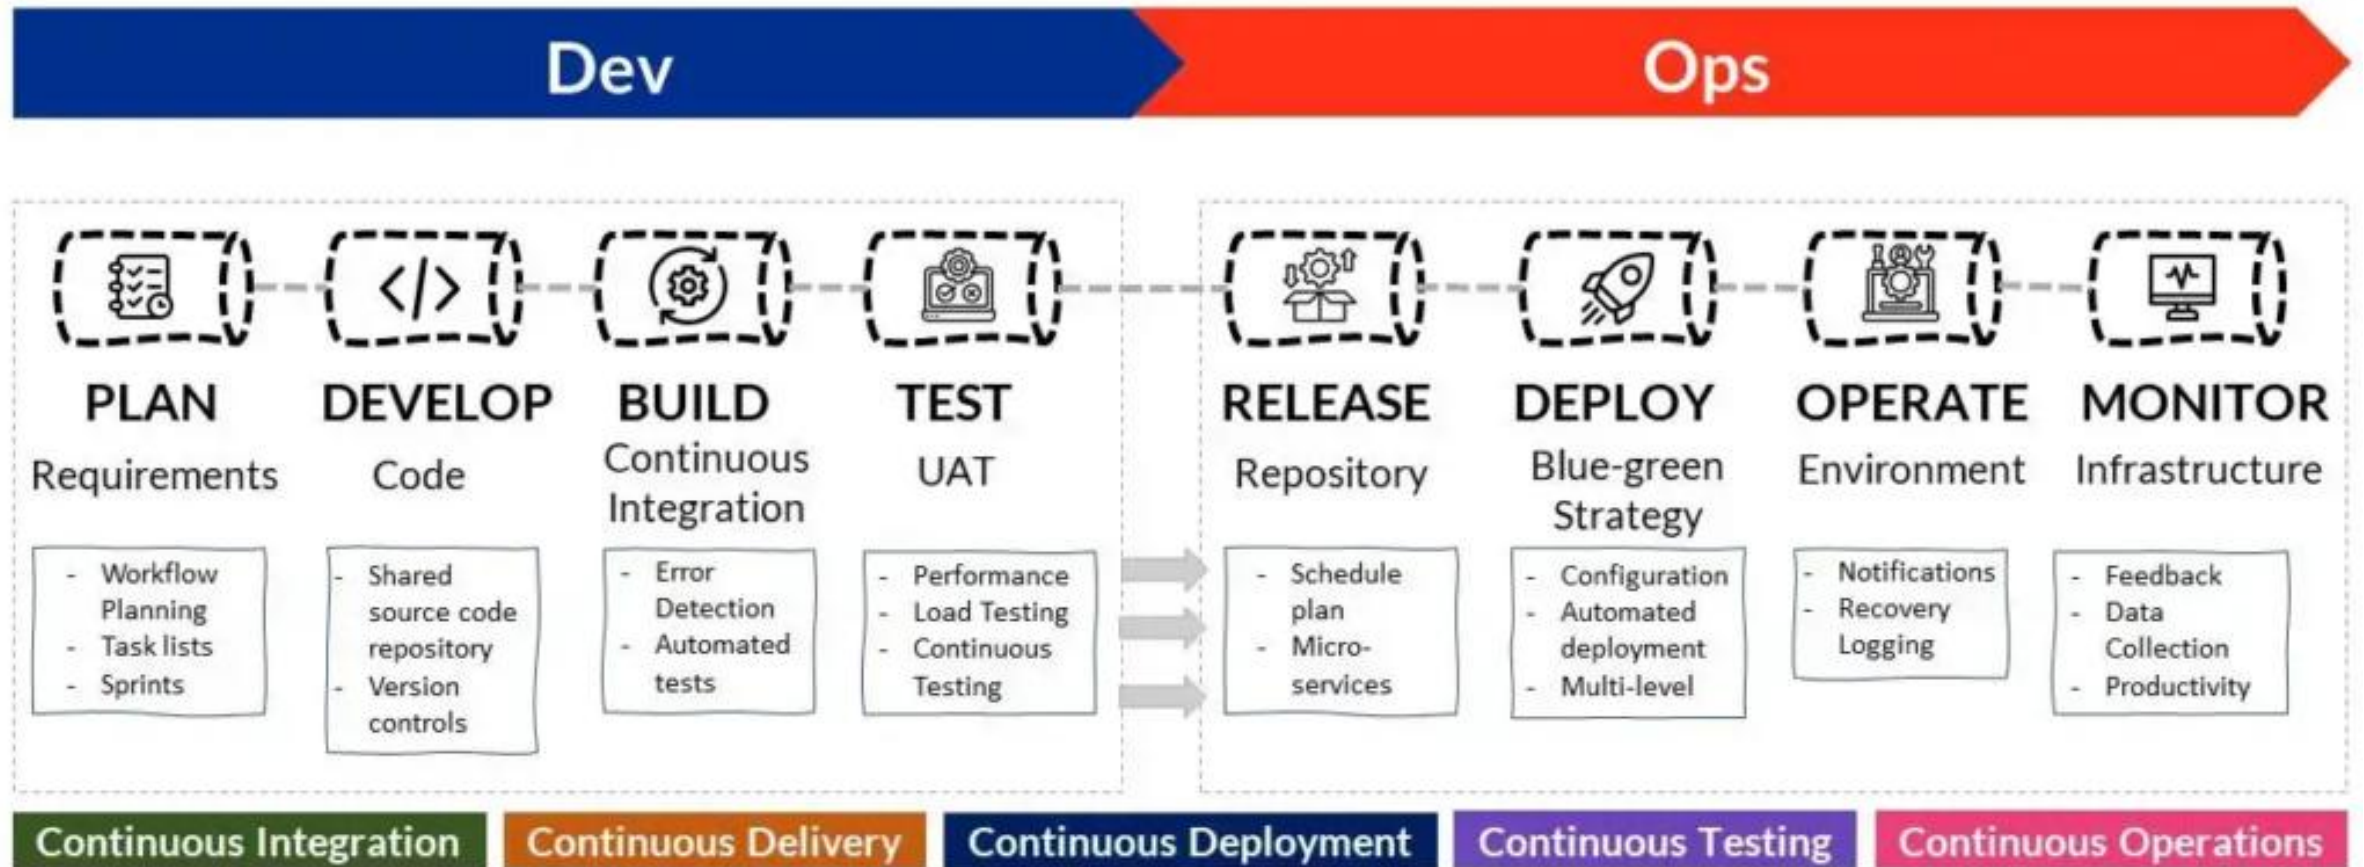 Dev
Ops
PLAN
Requirements
- Workflow
Planning
- Task lists
- Sprints
DEVELOP
Code
- Shared
source code
repository
- Version
controls
BUILD
Continuous
Integration
- Error
Detection
- Automated
tests
TEST
UAT
- Performance
- Load Testing
- Continuous
Testing
RELEASE
Repository
- Schedule
plan
- Micro-
services
DEPLOY
Blue-green
Strategy
- Configuration
- Automated
deployment
- Multi-level
OPERATE
Environment
- Notifications
- Recovery
Logging
MONITOR
Infrastructure
- Feedback
- Data
Collection
- Productivity
Continuous Integration
Continuous Delivery
Continuous Deployment
Continuous Testing
Continuous Operations